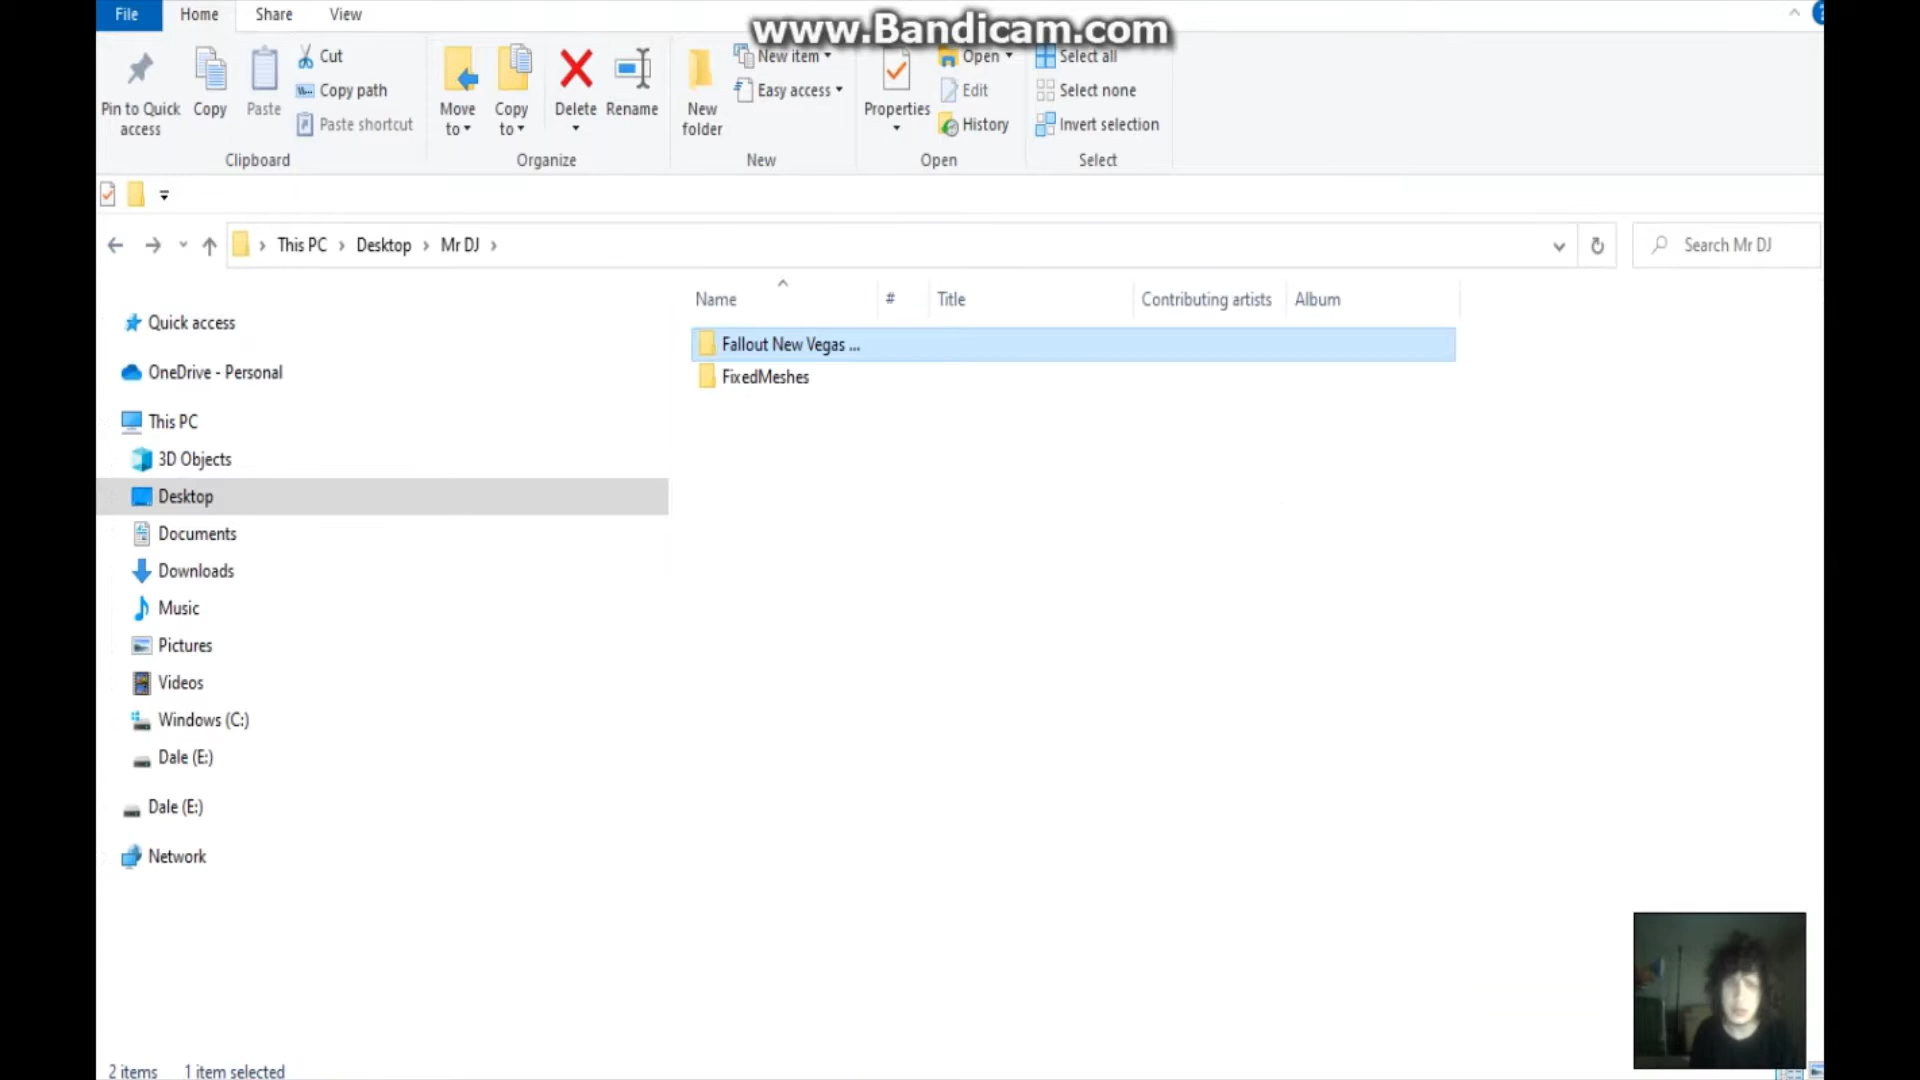 File Home Share View
www.Bandicam.com
Pin to Quick access
Copy
Paste
Cut
Copy path
Paste shortcut
Clipboard
Move to
Copy to
Delete
Rename
Organize
New folder
New item
Easy access
New
Properties
Open
Edit
History
Open
Select all
Select none
Invert selection
Select
This PC Desktop Mr DJ
Search Mr DJ
Name # Title Contributing artists Album
Fallout New Vegas ...
FixedMeshes
Quick access
OneDrive - Personal
This PC
3D Objects
Desktop
Documents
Downloads
Music
Pictures
Videos
Windows (C:)
Dale (E:)
Dale (E:)
Network
2 items 1 item selected